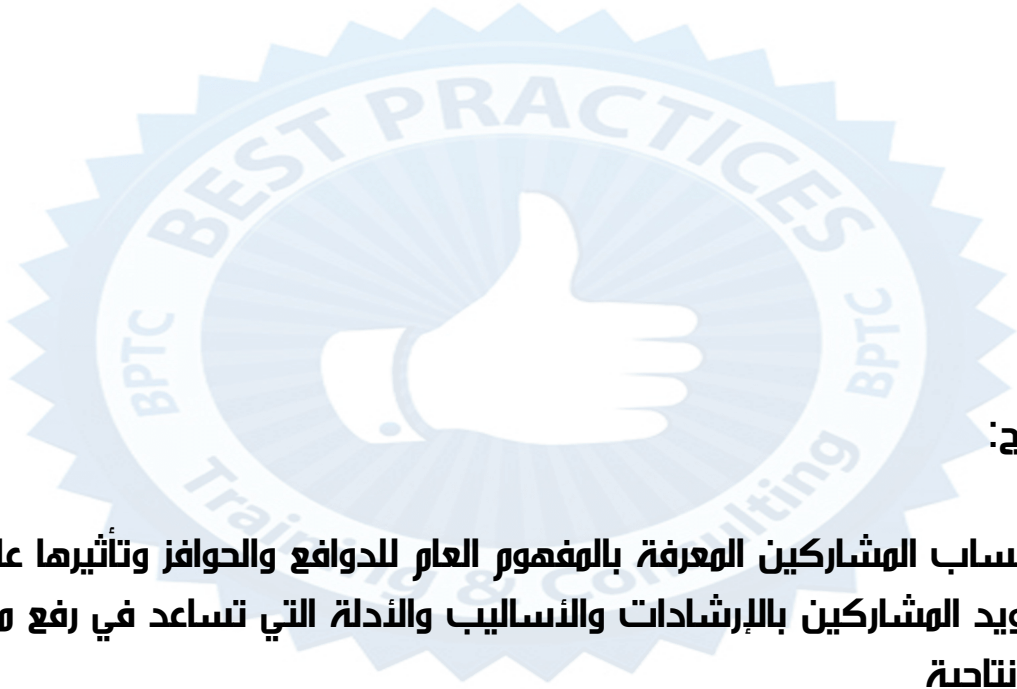 BEST PRACTICES
BPTC
BPTC
Training & Consulting
ج:
ساب المشاركين المعرفة بالمفهوم العام للدوافع والحوافز وتأثيرها عل
ويد المشاركين بالإرشادات والأساليب والأدلة التي تساعد في رفع م
نتاجية